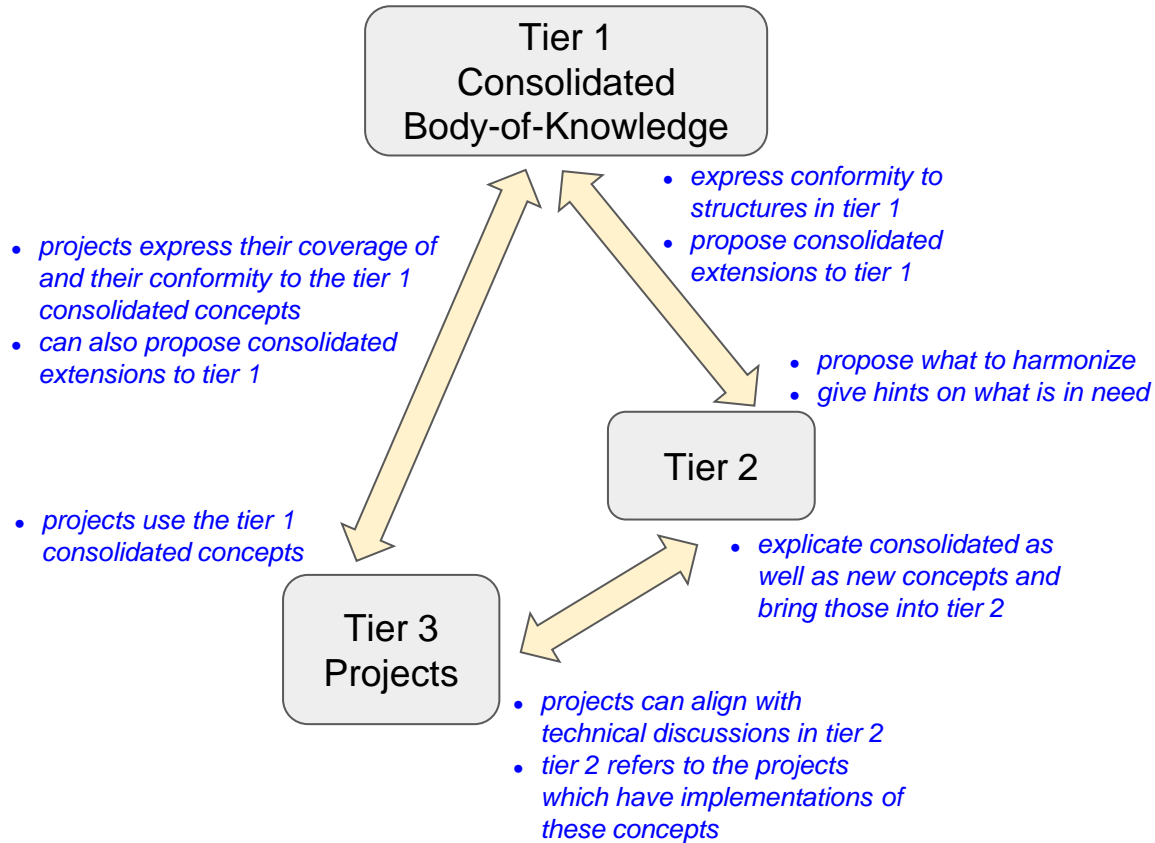 Tier 1
Consolidated
Body-of-Knowledge
• express conformity to
structures in tier 1
• propose consolidated
extensions to tier 1
• projects express their coverage of
and their conformity to the tier 1
consolidated concepts
• can also propose consolidated
extensions to tier 1
• propose what to harmonize
• give hints on what is in need
Tier 2
• projects use the tier 1
consolidated concepts
• explicate consolidated as
well as new concepts and
bring those into tier 2
Tier 3
Projects
• projects can align with
technical discussions in tier 2
• tier 2 refers to the projects
which have implementations of
these concepts